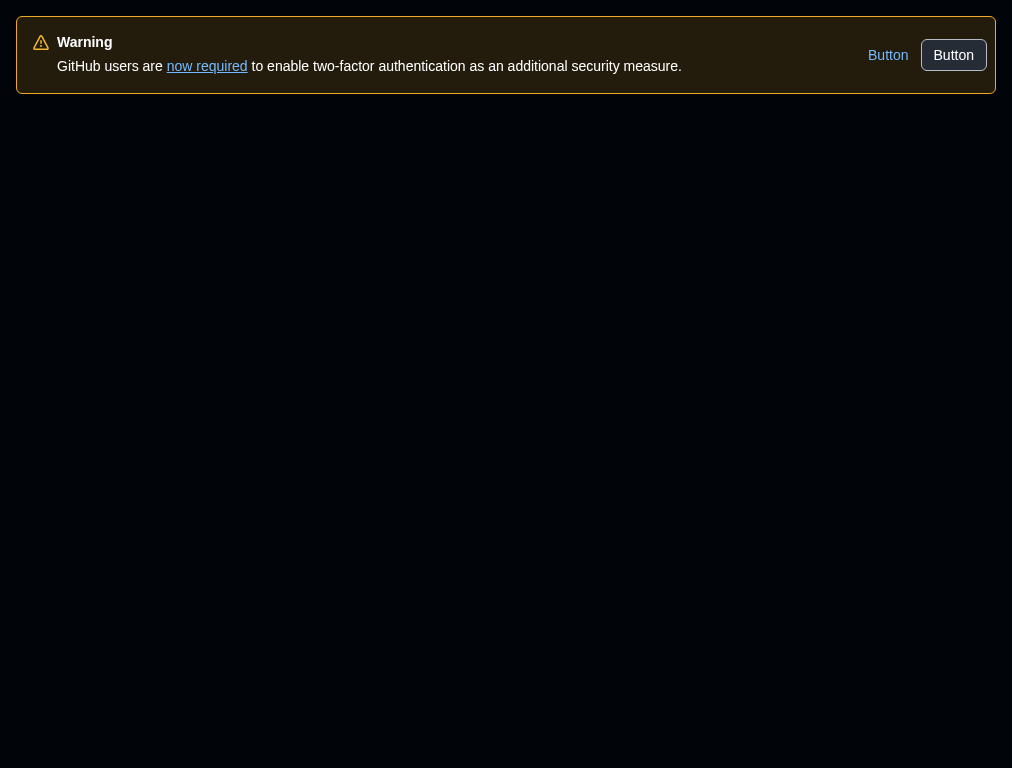 Warning
GitHub users are now required to enable two-factor authentication as an additional security measure.
Button
Button